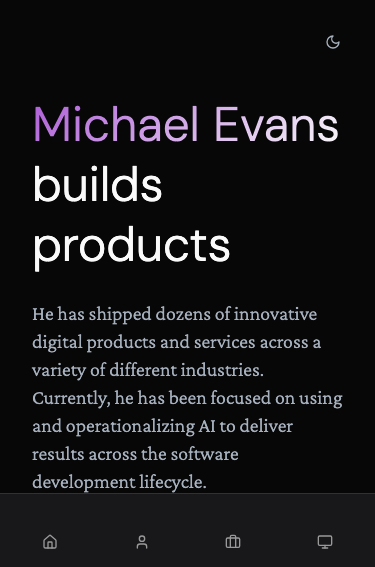 Michael Evans
builds
products
He has shipped dozens of innovative
digital products and services across a
variety of different industries.
Currently, he has been focused on using
and operationalizing AI to deliver
results across the software
development lifecycle.